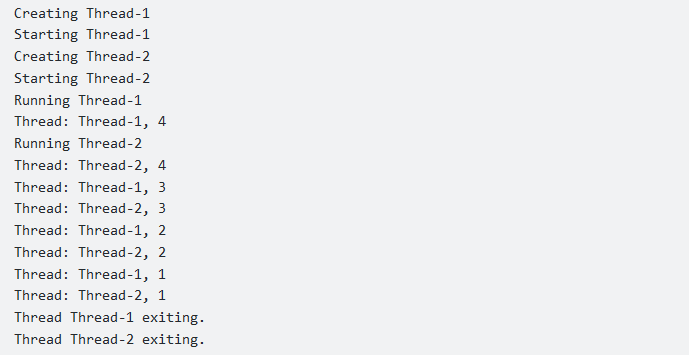 Creating Thread-1
Starting Thread-1
Creating Thread-2
Starting Thread-2
Running Thread-1
Thread: Thread-1, 4
Running Thread-2
Thread: Thread-2, 4
Thread: Thread-1, 3
Thread: Thread-2, 3
Thread: Thread-1, 2
Thread: Thread-2, 2
Thread: Thread-1, 1
Thread: Thread-2, 1
Thread Thread-1 exiting.
Thread Thread-2 exiting.